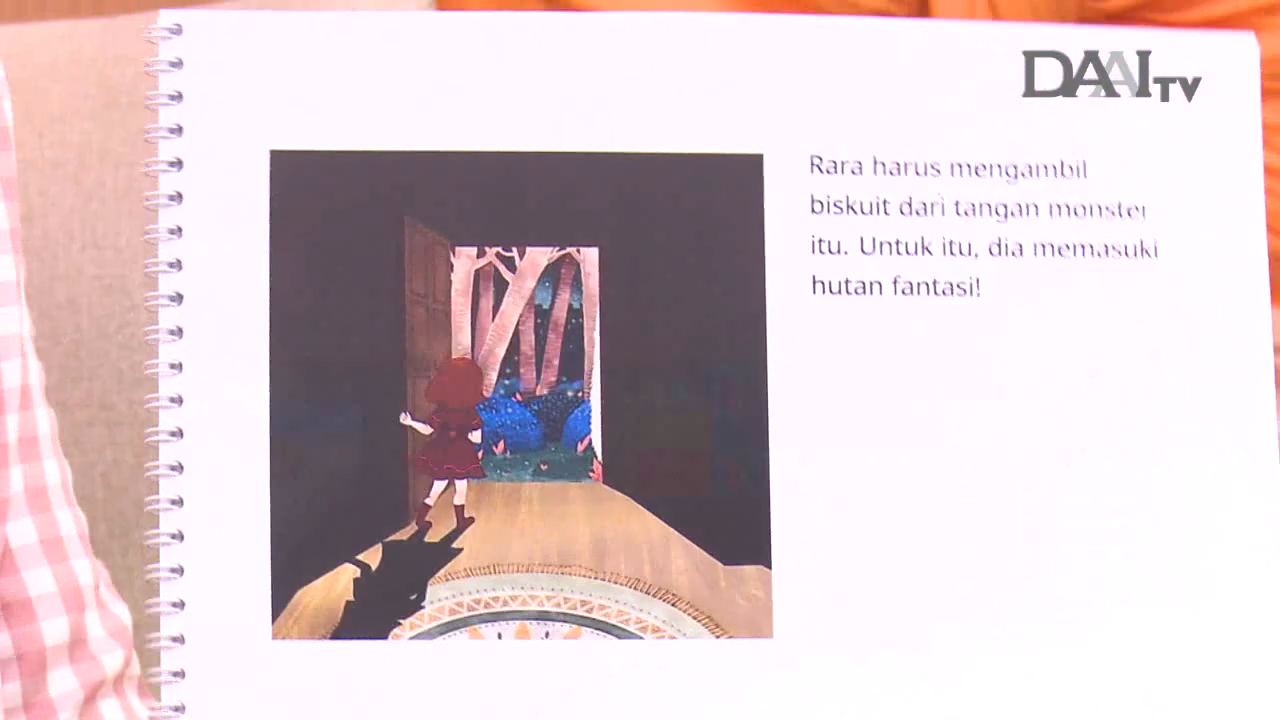 DAAI TV
Rara harus mengambil
biskuit dari tangan monster
itu. Untuk itu, dia memasuki
hutan fantasi!